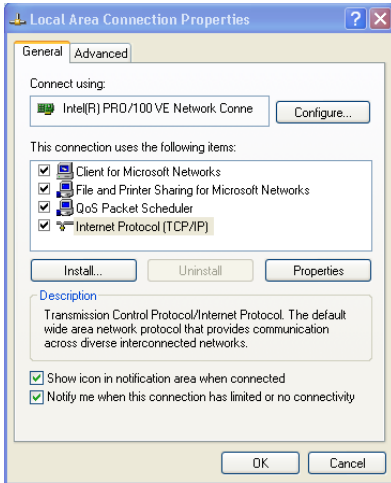 Local Area Connection Properties
General
Advanced
Connect using:
Intel(R) PRO/100 VE Network Conne
Configure...
This connection uses the following items:
Client for Microsoft Networks
File and Printer Sharing for Microsoft Networks
QoS Packet Scheduler
Internet Protocol (TCP/IP)
Install...
Uninstall
Properties
Description
Transmission Control Protocol/Internet Protocol. The default
wide area network protocol that provides communication
across diverse interconnected networks.
Show icon in notification area when connected
Notify me when this connection has limited or no connectivity
OK
Cancel